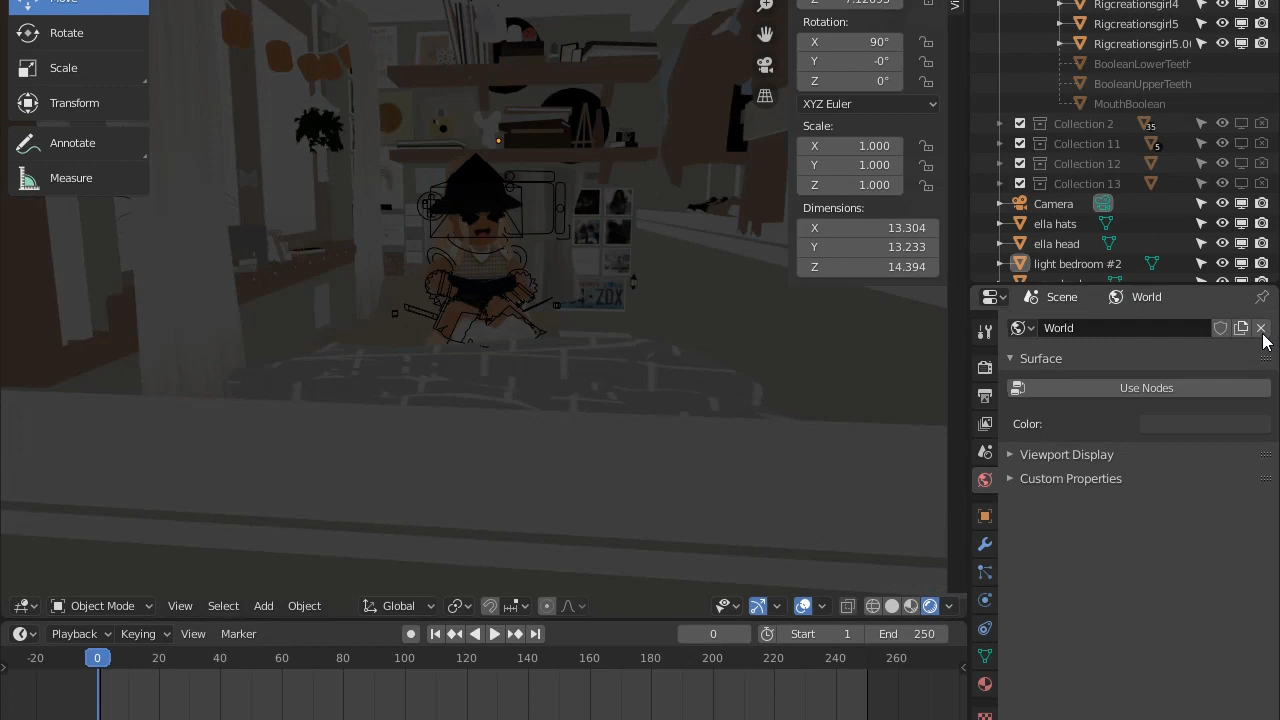 Move
Rotate
Scale
Transform
Annotate
Measure
Rotation:
X 90°
Y -0°
Z 0°
XYZ Euler
Scale:
X 1.000
Y 1.000
Z 1.000
Dimensions:
X 13.304
Y 13.233
Z 14.394
Rigcreationsgirl4
Rigcreationsgirl5
Rigcreationsgirl5.0
BooleanLowerTeeth
BooleanUpperTeeth
MouthBoolean
Collection 2 35
Collection 11 5
Collection 12
Collection 13
Camera
ella hats
ella head
light bedroom #2
Scene World
World
Surface
Use Nodes
Color:
Viewport Display
Custom Properties
Object Mode View Select Add Object Global
Playback Keying View Marker 0 Start 1 End 250
-20 0 20 40 60 80 100 120 140 160 180 200 220 240 260